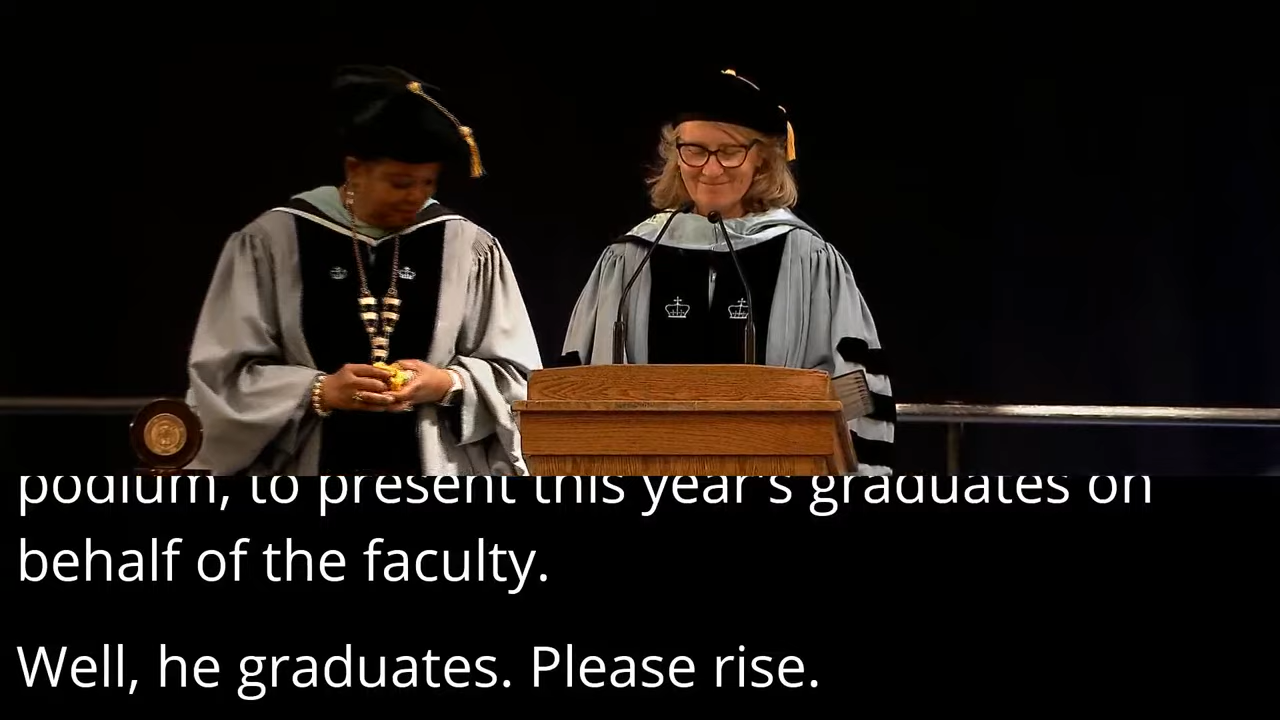 podium, to present this year's graduates on
behalf of the faculty.
Well, he graduates. Please rise.